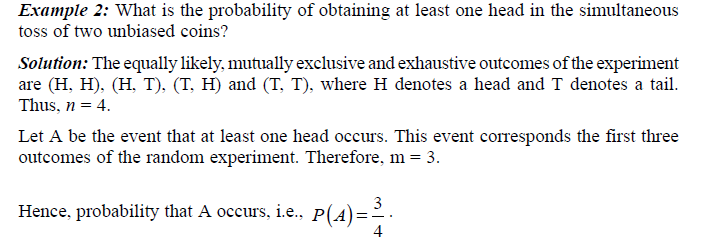 Example 2: What is the probability of obtaining at least one head in the simultaneous
toss of two unbiased coins?
Solution: The equally likely, mutually exclusive and exhaustive outcomes of the experiment
are (H, H), (H, T), (T, H) and (T, T), where H denotes a head and T denotes a tail.
Thus, n = 4.
Let A be the event that at least one head occurs. This event corresponds the first three
outcomes of the random experiment. Therefore, m = 3.
Hence, probability that A occurs, i.e., P(A) = 3/4 .